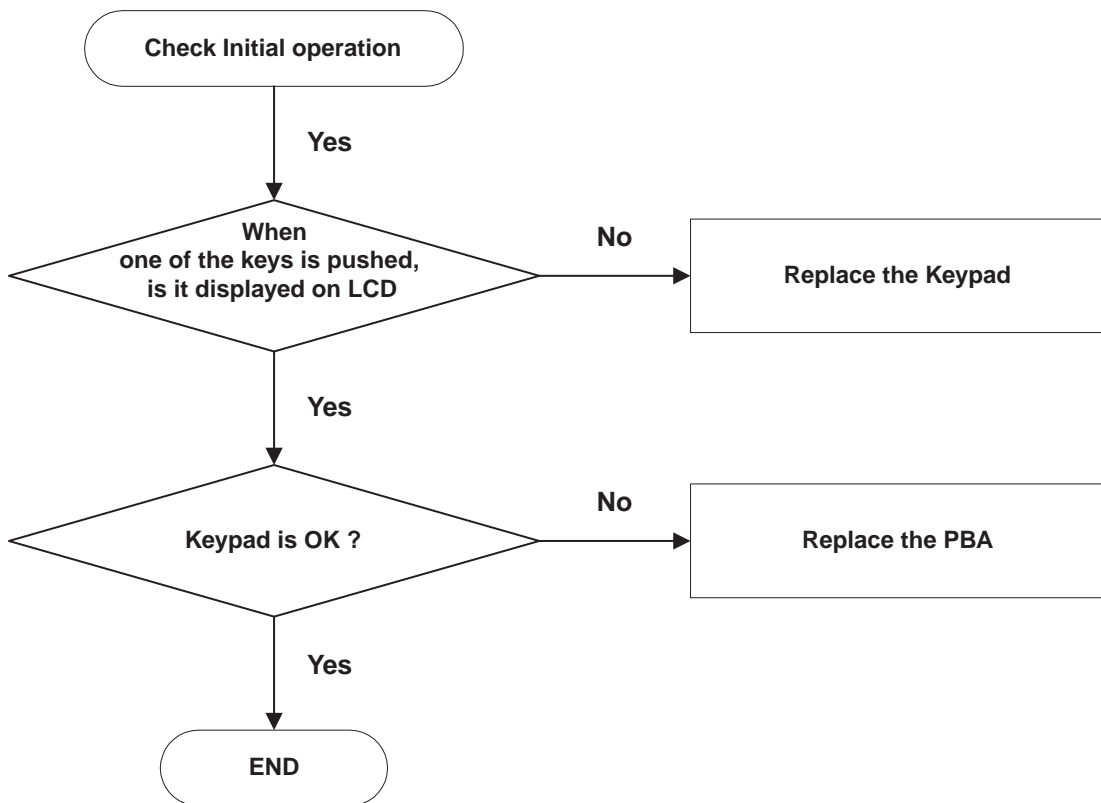 Check Initial operation
Yes
When
one of the keys is pushed,
is it displayed on LCD
No
Replace the Keypad
Yes
Keypad is OK ?
No
Replace the PBA
Yes
END